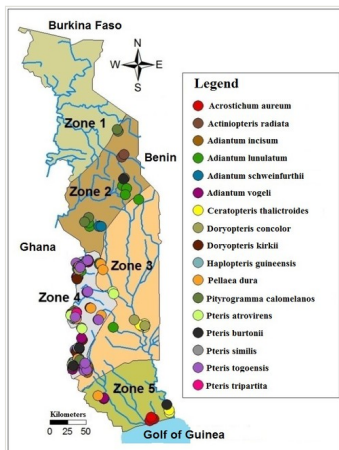 Burkina Faso
N
W E
S
Zone 1
Benin
Zone 2
Ghana
Zone 3
Zone 4
Zone 5
Kilometers
0 25 50
Golf of Guinea
Legend
Acrostichum aureum
Actiniopteris radiata
Adiantum incisum
Adiantum lunulatum
Adiantum schweinfurthii
Adiantum vogeli
Ceratopteris thalictroides
Doryopteris concolor
Doryopteris kirkii
Haplopteris guineensis
Pellaea dura
Pityrogramma calomelanos
Pteris atrovirens
Pteris burtonii
Pteris similis
Pteris togoensis
Pteris tripartita